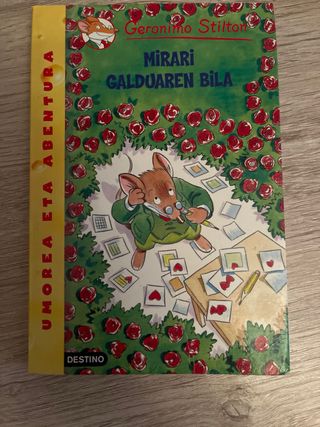 Geronimo Stilton
MIRARI
GALDUAREN BILA
UMOREA ETA ABENTURA
DESTINO